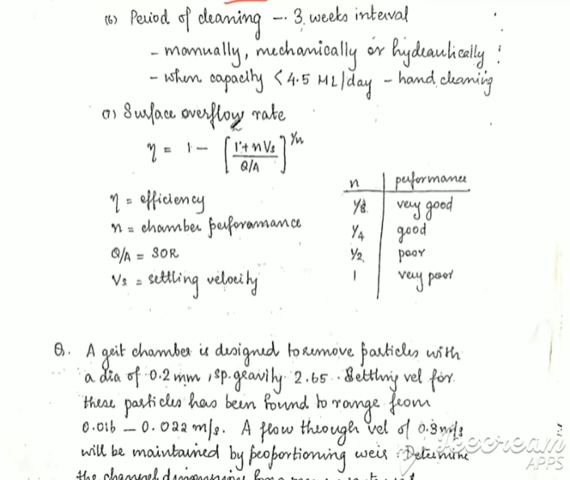 (6) Period of cleaning — 3 weeks interval
- manually, mechanically or hydraulically
- when capacity < 4.5 ML/day - hand cleaning
(7) Surface overflow rate
η = 1 - [1 + nVs / Q/A]^1/n
η = efficiency
n = chamber perforamance
Q/A = SOR
Vs = settling velocity
n performance
1/8 very good
1/4 good
1/2 poor
1 very poor
Q. A grit chamber is designed to remove particles with
a dia of 0.2 mm, sp.gravity 2.65. Settling vel for
these particles has been found to range from
0.016 – 0.022 m/s. A flow through vel of 0.3 m/s
will be maintained by proportioning weir. Determine
the channel dimensions for a
videocream
APPS